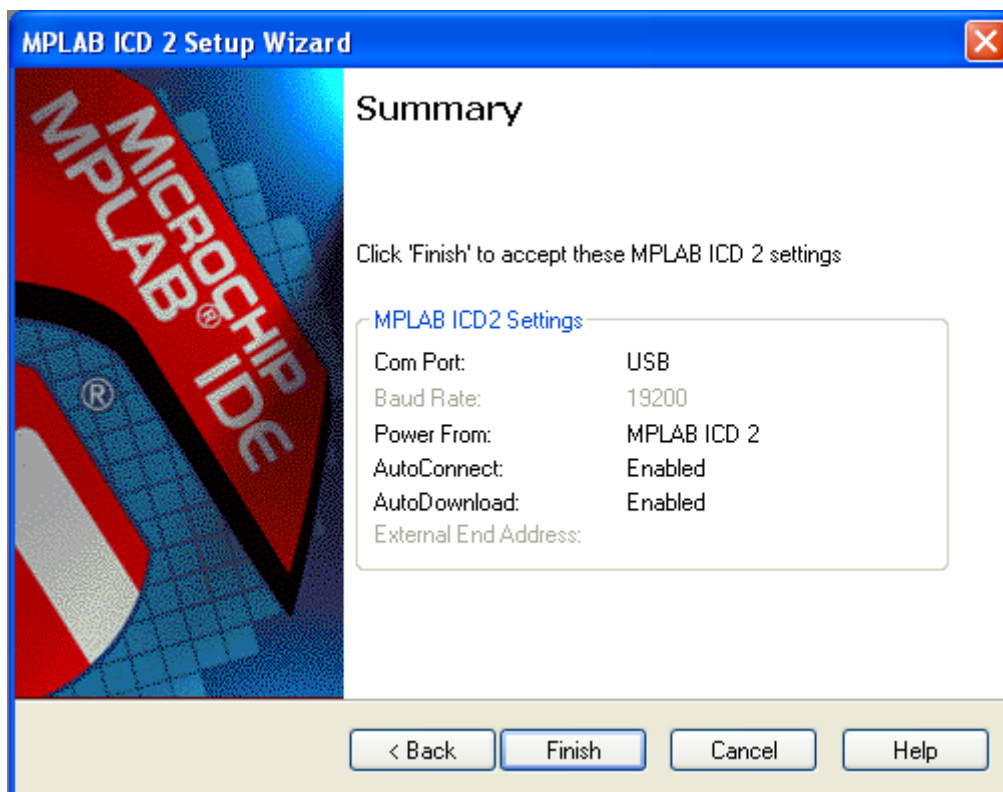 MPLAB ICD 2 Setup Wizard
MICROCHIP
MPLAB® IDE
®
Summary
Click 'Finish' to accept these MPLAB ICD 2 settings
MPLAB ICD2 Settings
Com Port: USB
Baud Rate: 19200
Power From: MPLAB ICD 2
AutoConnect: Enabled
AutoDownload: Enabled
External End Address:
< Back Finish Cancel Help